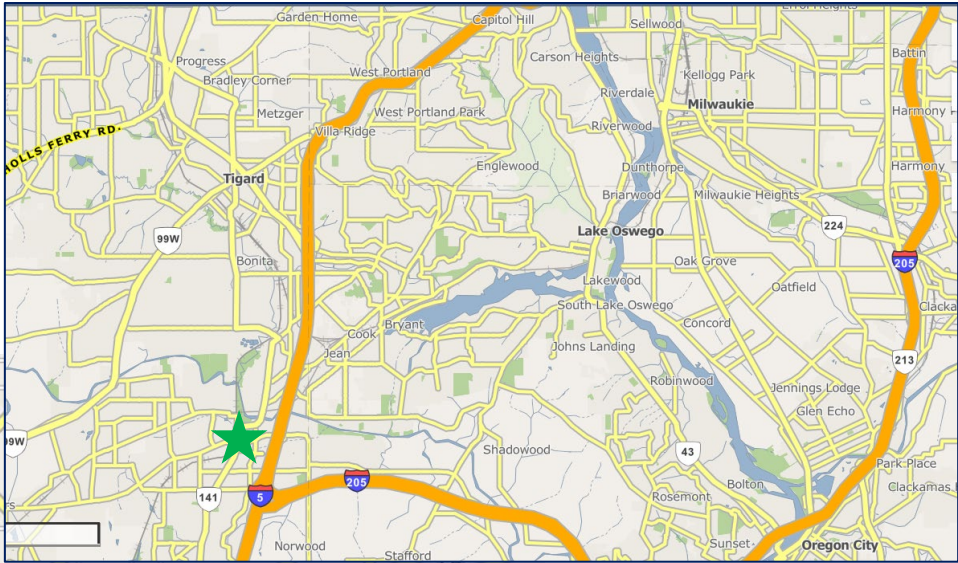 Garden Home
Capitol Hill
Sellwood
Error Heights
Progress
Carson Heights
Battin
Bradley Corner
West Portland
Kellogg Park
Riverdale
Milwaukie
Metzger
West Portland Park
Harmony
Villa Ridge
Riverwood
HOLLS FERRY RD.
Englewood
Dunthorpe
Harmony
Tigard
Briarwood
Milwaukie Heights
224
99W
Lake Oswego
Bonita
Oak Grove
205
Lakewood
Oatfield
South Lake Oswego
Clacka
Bryant
Concord
Cook
Johns Landing
Jean
213
Robinwood
Jennings Lodge
Glen Echo
99W
Shadowood
43
Park Place
205
Bolton
Clackamas
141
5
Rosemont
rs
Norwood
Sunset
Oregon City
Stafford